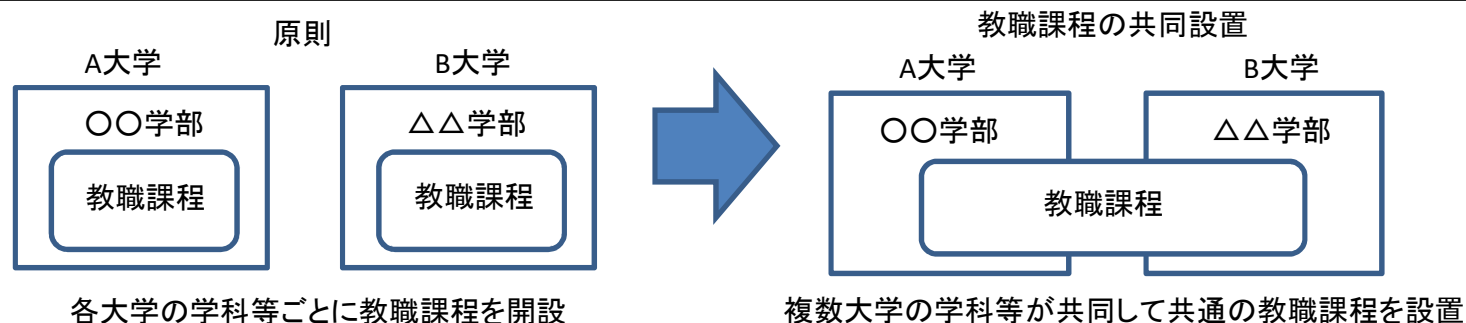 原則
A大学
B大学
〇〇学部
△△学部
教職課程
教職課程
各大学の学科等ごとに教職課程を開設
教職課程の共同設置
A大学
B大学
〇〇学部
△△学部
教職課程
複数大学の学科等が共同して共通の教職課程を設置